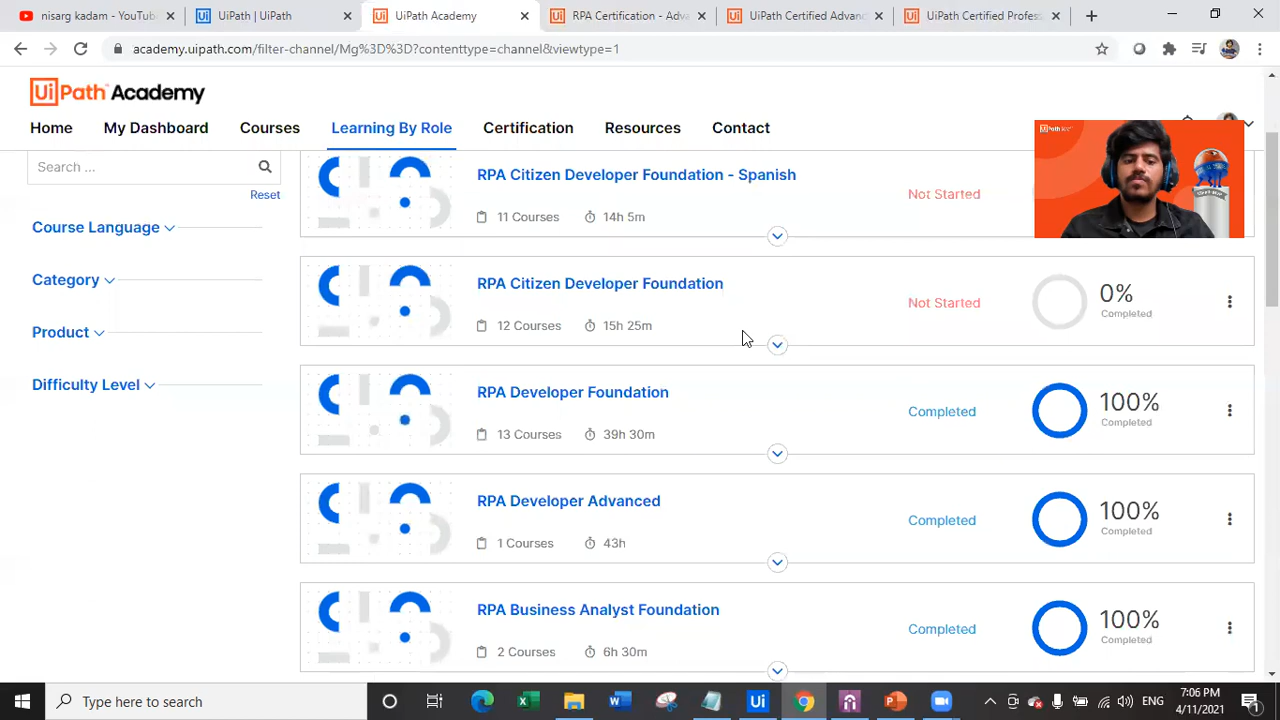 nisarg kadam - YouTub
UiPath | UiPath
UiPath Academy
RPA Certification - Adva
UiPath Certified Advanc
UiPath Certified Profess
academy.uipath.com/filter-channel/Mg%3D%3D?contenttype=channel&viewtype=1
UiPath Academy
Home
My Dashboard
Courses
Learning By Role
Certification
Resources
Contact
Search ...
Reset
Course Language
Category
Product
Difficulty Level
RPA Citizen Developer Foundation - Spanish
11 Courses
14h 5m
Not Started
RPA Citizen Developer Foundation
12 Courses
15h 25m
Not Started
0%
Completed
RPA Developer Foundation
13 Courses
39h 30m
Completed
100%
Completed
RPA Developer Advanced
1 Courses
43h
Completed
100%
Completed
RPA Business Analyst Foundation
2 Courses
6h 30m
Completed
100%
Completed
Type here to search
Ui
ENG
7:06 PM
4/11/2021